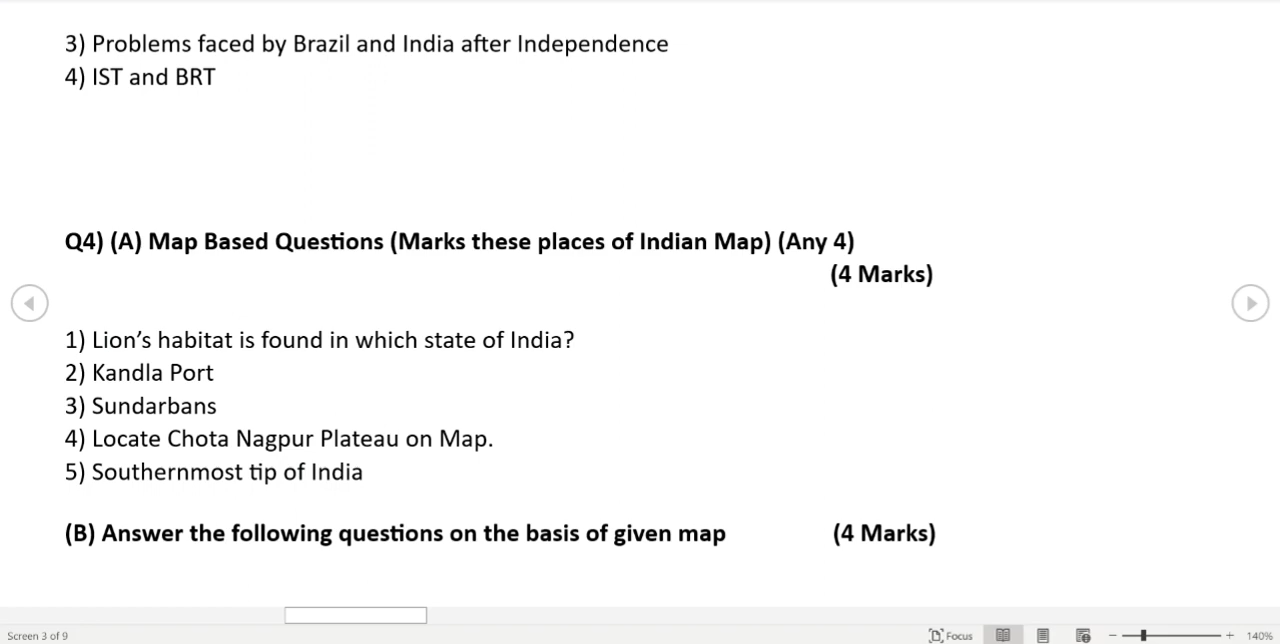 3) Problems faced by Brazil and India after Independence
4) IST and BRT
Q4) (A) Map Based Questions (Marks these places of Indian Map) (Any 4)
(4 Marks)
1) Lion’s habitat is found in which state of India?
2) Kandla Port
3) Sundarbans
4) Locate Chota Nagpur Plateau on Map.
5) Southernmost tip of India
(B) Answer the following questions on the basis of given map (4 Marks)
Screen 3 of 9 Focus 140%